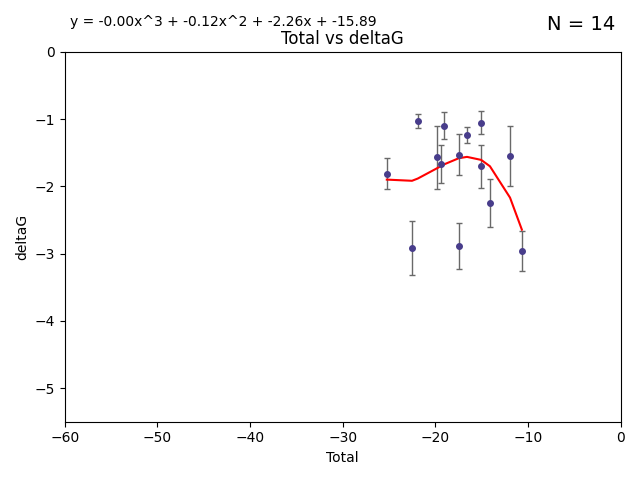 y = -0.00x^3 + -0.12x^2 + -2.26x + -15.89
N = 14
Total vs deltaG
0
−1
−2
−3
−4
−5
deltaG
−60
−50
−40
−30
−20
−10
0
Total